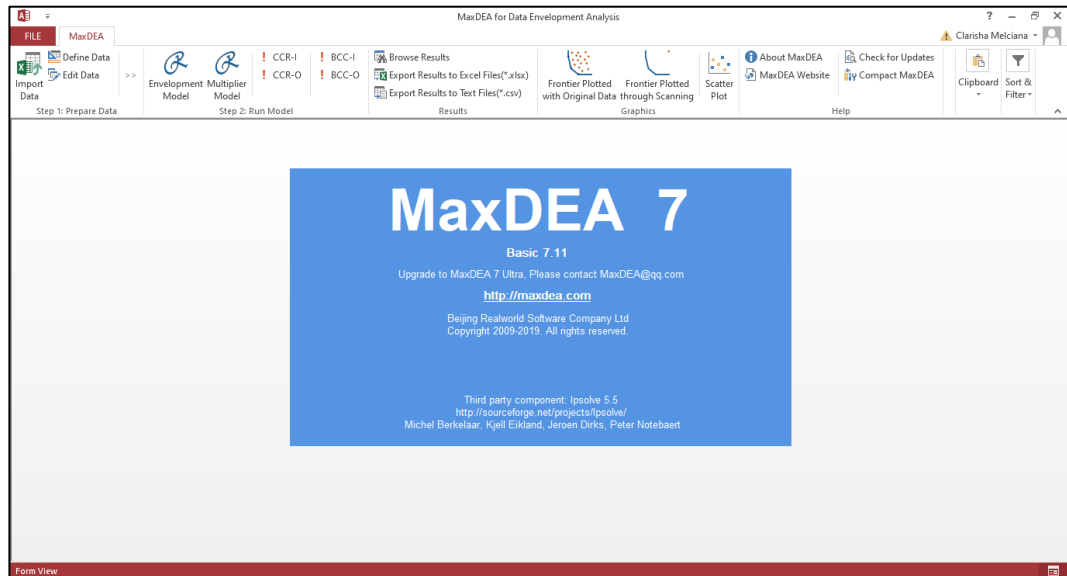 MaxDEA for Data Envelopment Analysis
FILE
MaxDEA
Clarisha Melciana
Import
Data
Define Data
Edit Data
>>
Step 1: Prepare Data
Envelopment
Model
Multiplier
Model
! CCR-I
! CCR-O
! BCC-I
! BCC-O
Step 2: Run Model
Browse Results
Export Results to Excel Files(*.xlsx)
Export Results to Text Files(*.csv)
Results
Frontier Plotted
with Original Data
Frontier Plotted
through Scanning
Scatter
Plot
Graphics
About MaxDEA
MaxDEA Website
Check for Updates
Compact MaxDEA
Help
Clipboard
Sort &
Filter
MaxDEA 7
Basic 7.11
Upgrade to MaxDEA 7 Ultra, Please contact MaxDEA@qq.com
http://maxdea.com
Beijing Realworld Software Company Ltd
Copyright 2009-2019. All rights reserved.
Third party component: lpsolve 5.5
http://sourceforge.net/projects/lpsolve/
Michel Berkelaar, Kjell Eikland, Jeroen Dirks, Peter Notebaert
Form View